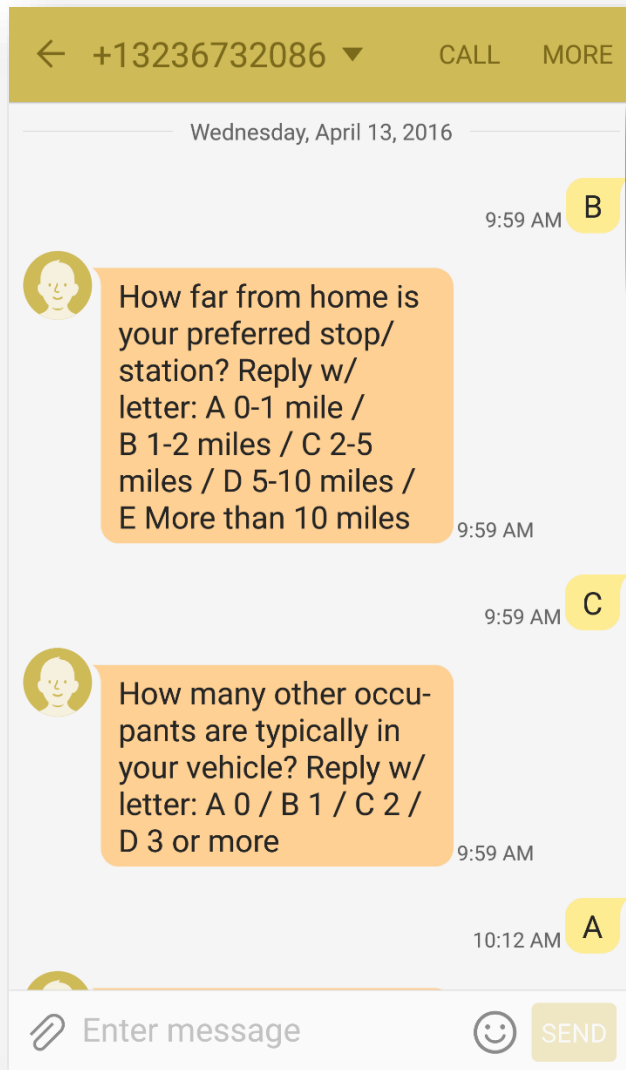 +13236732086 CALL MORE
Wednesday, April 13, 2016
9:59 AM B
How far from home is
your preferred stop/
station? Reply w/
letter: A 0-1 mile /
B 1-2 miles / C 2-5
miles / D 5-10 miles /
E More than 10 miles
9:59 AM
9:59 AM C
How many other occu-
pants are typically in
your vehicle? Reply w/
letter: A 0 / B 1 / C 2 /
D 3 or more
9:59 AM
10:12 AM A
Enter message SEND